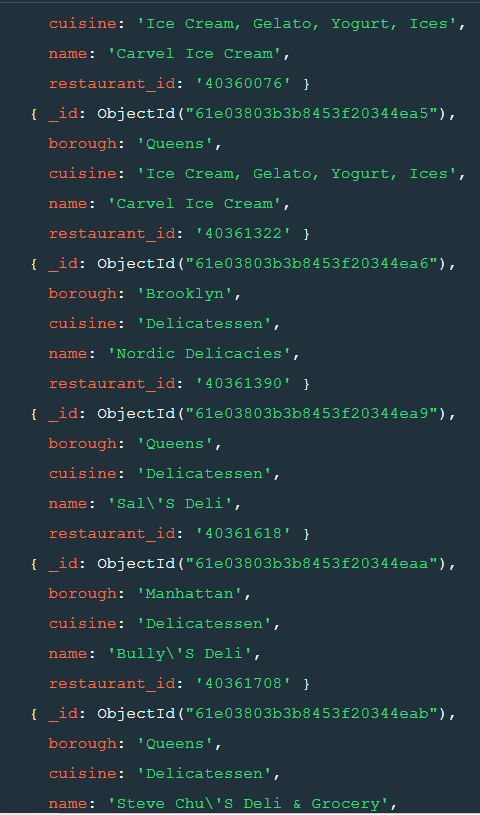 cuisine: 'Ice Cream, Gelato, Yogurt, Ices',
name: 'Carvel Ice Cream',
restaurant_id: '40360076' }
{ _id: ObjectId("61e03803b3b8453f20344ea5"),
borough: 'Queens',
cuisine: 'Ice Cream, Gelato, Yogurt, Ices',
name: 'Carvel Ice Cream',
restaurant_id: '40361322' }
{ _id: ObjectId("61e03803b3b8453f20344ea6"),
borough: 'Brooklyn',
cuisine: 'Delicatessen',
name: 'Nordic Delicacies',
restaurant_id: '40361390' }
{ _id: ObjectId("61e03803b3b8453f20344ea9"),
borough: 'Queens',
cuisine: 'Delicatessen',
name: 'Sal\'S Deli',
restaurant_id: '40361618' }
{ _id: ObjectId("61e03803b3b8453f20344eaa"),
borough: 'Manhattan',
cuisine: 'Delicatessen',
name: 'Bully\'S Deli',
restaurant_id: '40361708' }
{ _id: ObjectId("61e03803b3b8453f20344eab"),
borough: 'Queens',
cuisine: 'Delicatessen',
name: 'Steve Chu\'S Deli & Grocery',